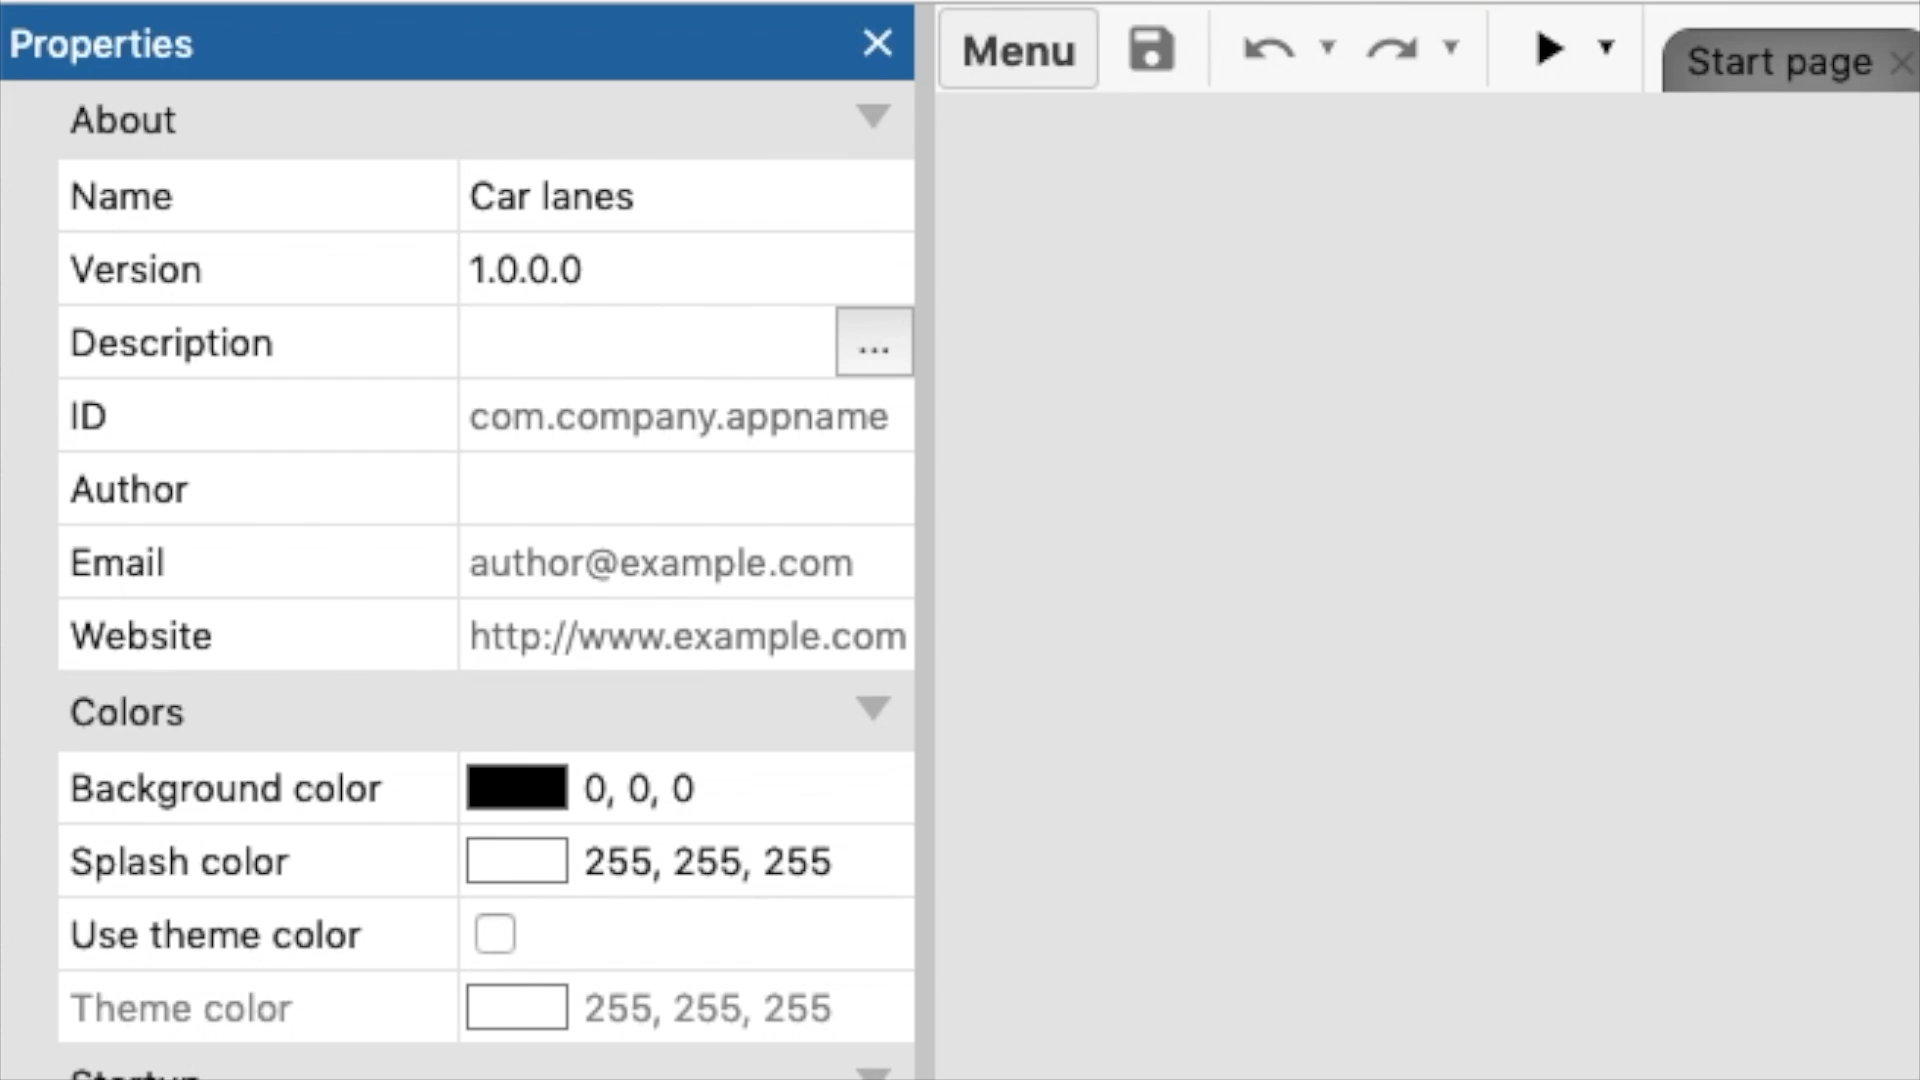 Properties
Menu
Start page
About
Name Car lanes
Version 1.0.0.0
Description ...
ID com.company.appname
Author
Email author@example.com
Website http://www.example.com
Colors
Background color 0, 0, 0
Splash color 255, 255, 255
Use theme color
Theme color 255, 255, 255
Startup